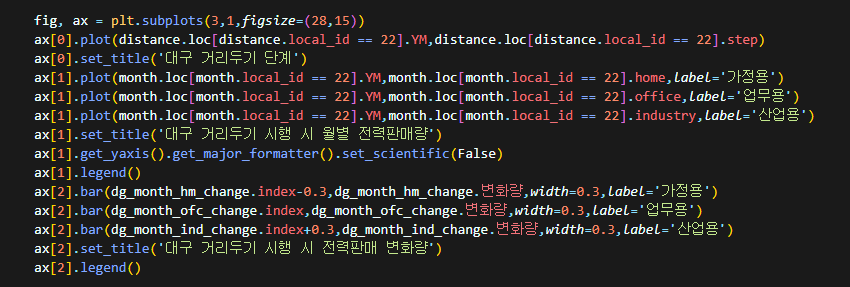 fig, ax = plt.subplots(3,1,figsize=(28,15))
ax[0].plot(distance.loc[distance.local_id == 22].YM,distance.loc[distance.local_id == 22].step)
ax[0].set_title('대구 거리두기 단계')
ax[1].plot(month.loc[month.local_id == 22].YM,month.loc[month.local_id == 22].home,label='가정용')
ax[1].plot(month.loc[month.local_id == 22].YM,month.loc[month.local_id == 22].office,label='업무용')
ax[1].plot(month.loc[month.local_id == 22].YM,month.loc[month.local_id == 22].industry,label='산업용')
ax[1].set_title('대구 거리두기 시행 시 월별 전력판매량')
ax[1].get_yaxis().get_major_formatter().set_scientific(False)
ax[1].legend()
ax[2].bar(dg_month_hm_change.index-0.3,dg_month_hm_change.변화량,width=0.3,label='가정용')
ax[2].bar(dg_month_ofc_change.index,dg_month_ofc_change.변화량,width=0.3,label='업무용')
ax[2].bar(dg_month_ind_change.index+0.3,dg_month_ind_change.변화량,width=0.3,label='산업용')
ax[2].set_title('대구 거리두기 시행 시 전력판매 변화량')
ax[2].legend()